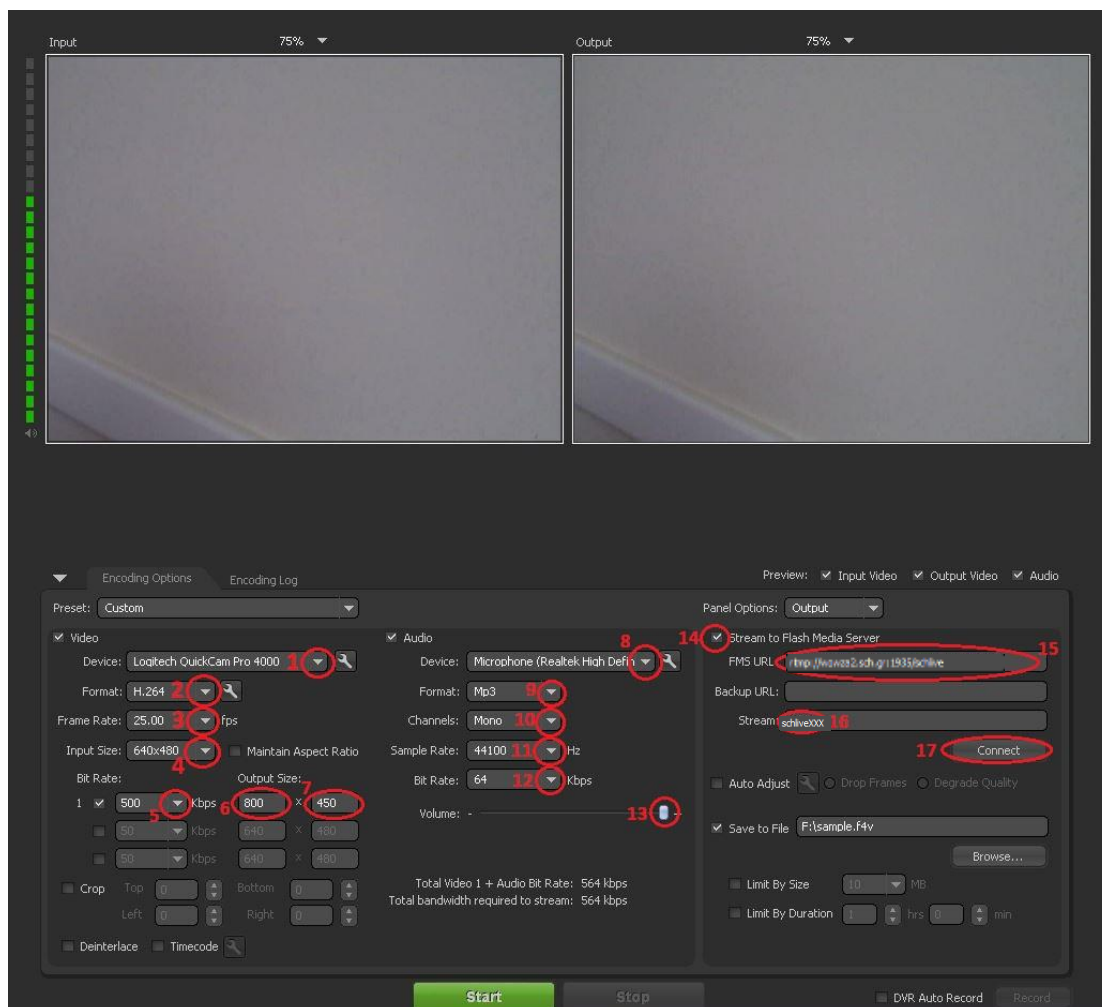 Input 75%
Output 75%
Encoding Options Encoding Log
Preview: Input Video Output Video Audio
Preset: Custom
Panel Options: Output
Video
Device: Logitech QuickCam Pro 4000 1
Format: H.264 2
Frame Rate: 25.00 3 fps
Input Size: 640x480 4 Maintain Aspect Ratio
Bit Rate: Output Size:
1 500 5 Kbps 6 800 x 7 450
50 Kbps 640 x 480
50 Kbps 640 x 480
Crop Top 0 Bottom 0
Left 0 Right 0
Deinterlace Timecode
Audio
Device: Microphone (Realtek High Defin 8
Format: Mp3 9
Channels: Mono 10
Sample Rate: 44100 11 Hz
Bit Rate: 64 12 Kbps
Volume: - 13 -
Total Video 1 + Audio Bit Rate: 564 kbps
Total bandwidth required to stream: 564 kbps
14 Stream to Flash Media Server
FMS URL 15
Backup URL:
Stream: schliveXXX 16
17 Connect
Auto Adjust Drop Frames Degrade Quality
Save to File F:\sample.f4v
Browse...
Limit By Size 10 MB
Limit By Duration 1 hrs 0 min
Start Stop
DVR Auto Record Record